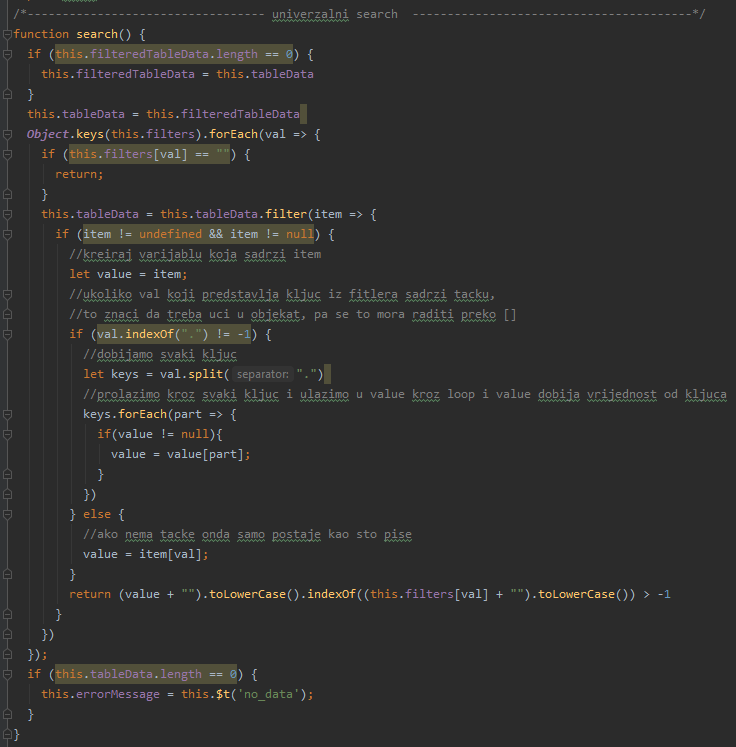 /*---------------------------------- univerzalni search  ---------------------------------------*/
function search() {
  if (this.filteredTableData.length == 0) {
    this.filteredTableData = this.tableData
  }
  this.tableData = this.filteredTableData
  Object.keys(this.filters).forEach(val => {
    if (this.filters[val] == "") {
      return;
    }
    this.tableData = this.tableData.filter(item => {
      if (item != undefined && item != null) {
        //kreiraj varijablu koja sadrzi item
        let value = item;
        //ukoliko val koji predstavlja kljuc iz fitlera sadrzi tacku,
        //to znaci da treba uci u objekat, pa se to mora raditi preko []
        if (val.indexOf(".") != -1) {
          //dobijamo svaki kljuc
          let keys = val.split( separator: ".")
          //prolazimo kroz svaki kljuc i ulazimo u value kroz loop i value dobija vrijednost od kljuca
          keys.forEach(part => {
            if(value != null){
              value = value[part];
            }
          })
        } else {
          //ako nema tacke onda samo postaje kao sto pise
          value = item[val];
        }
        return (value + "").toLowerCase().indexOf((this.filters[val] + "").toLowerCase()) > -1
      }
    })
  });
  if (this.tableData.length == 0) {
    this.errorMessage = this.$t('no_data');
  }
}